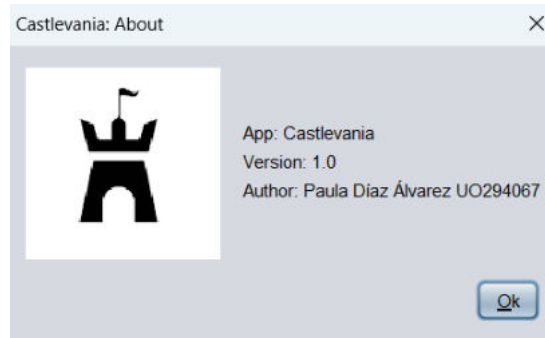 Castlevania: About
App: Castlevania
Version: 1.0
Author: Paula Díaz Álvarez UO294067
Ok